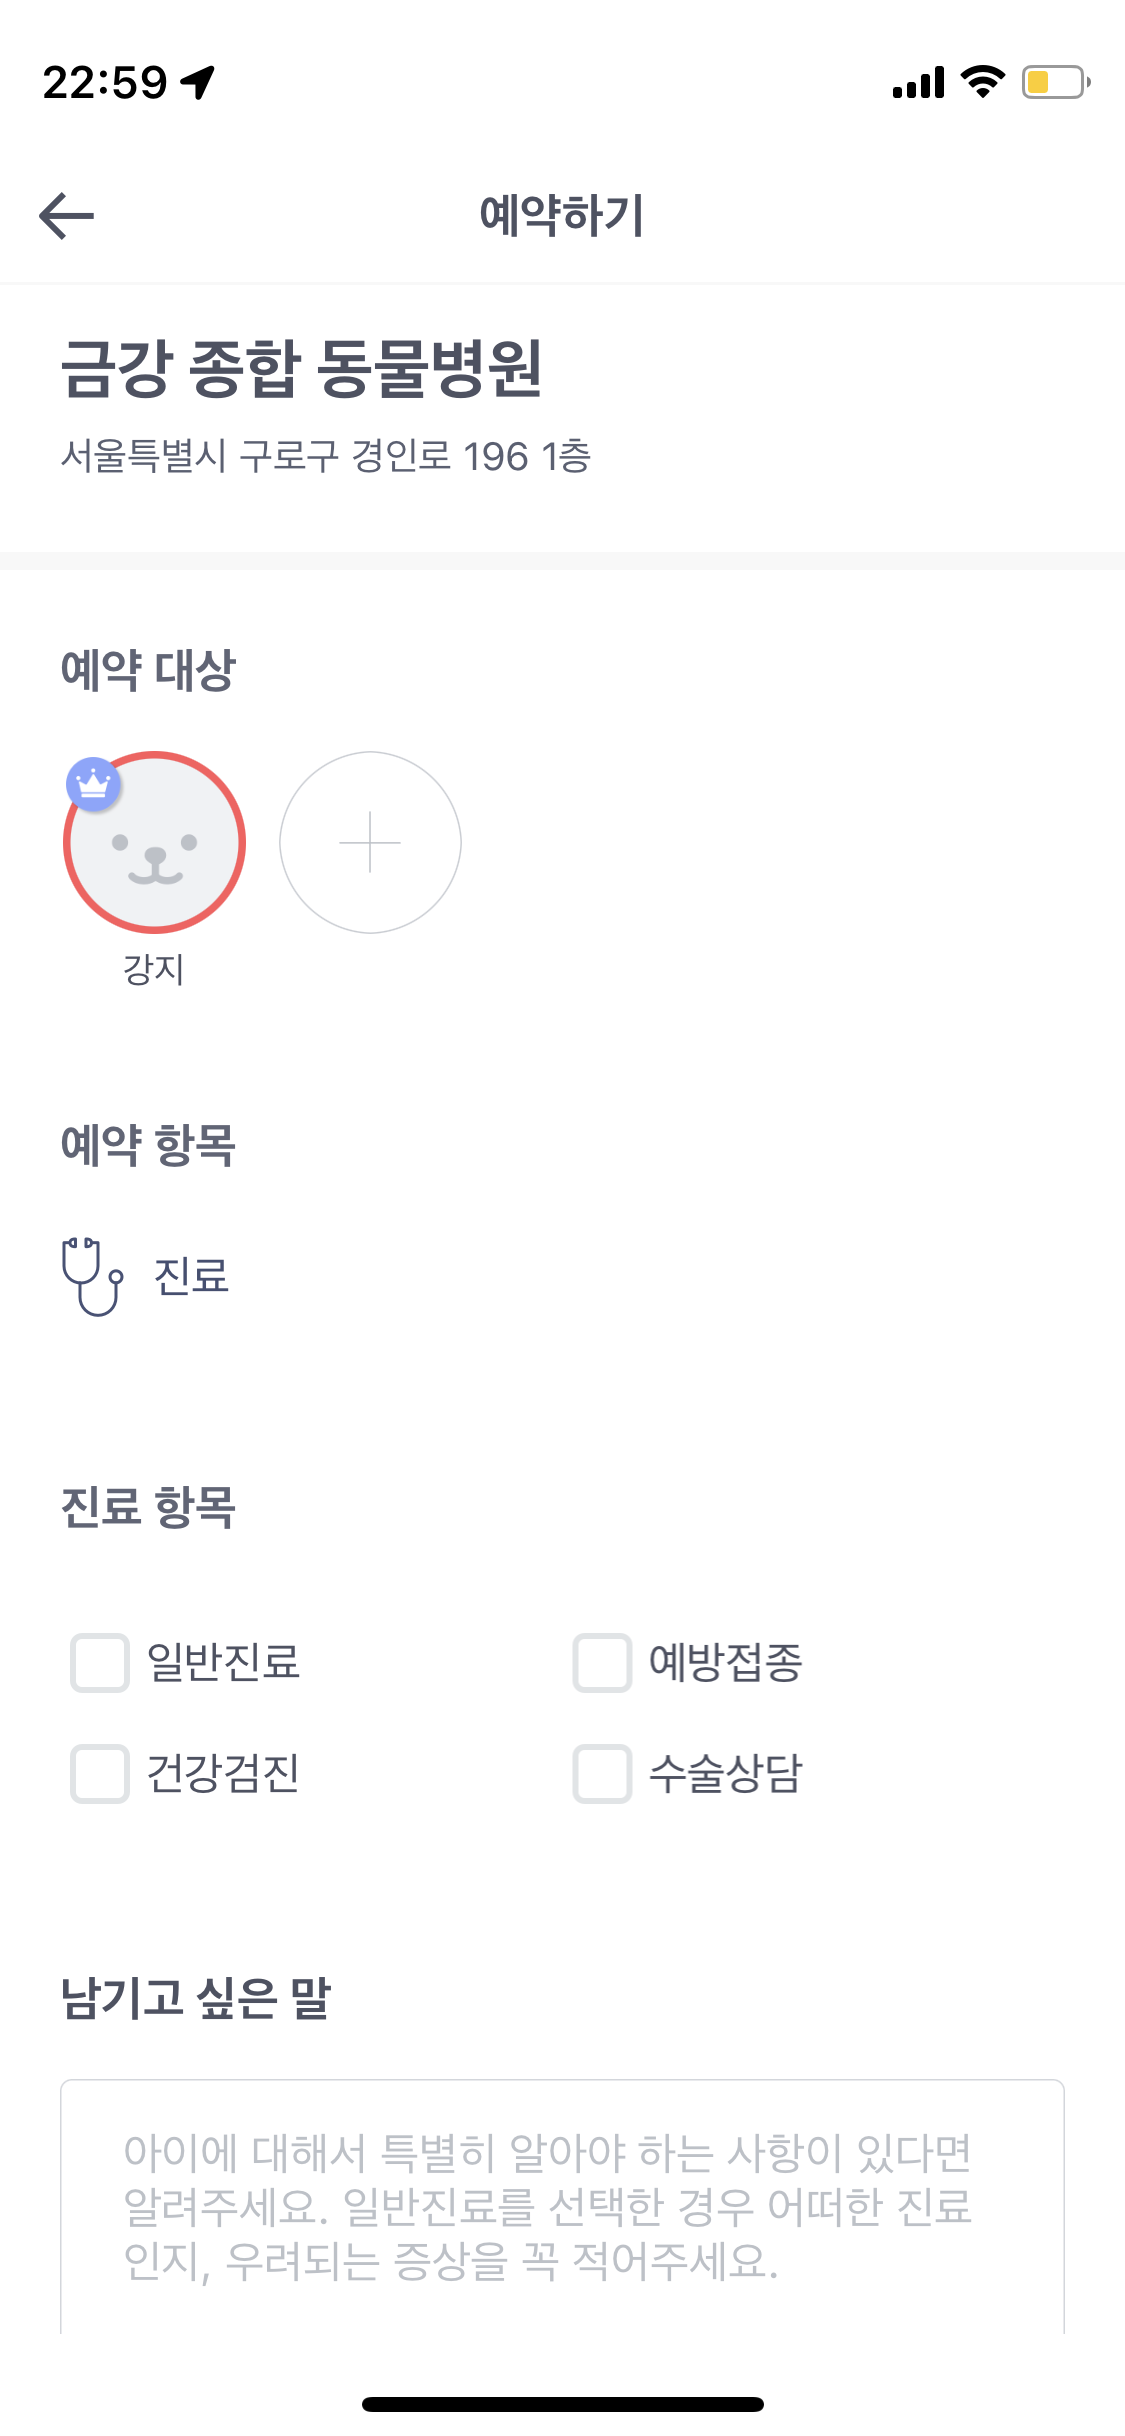 22:59
예약하기
금강 종합 동물병원
서울특별시 구로구 경인로 196 1층
예약 대상
강지
예약 항목
진료
진료 항목
일반진료
예방접종
건강검진
수술상담
남기고 싶은 말
아이에 대해서 특별히 알아야 하는 사항이 있다면
알려주세요. 일반진료를 선택한 경우 어떠한 진료
인지, 우려되는 증상을 꼭 적어주세요.